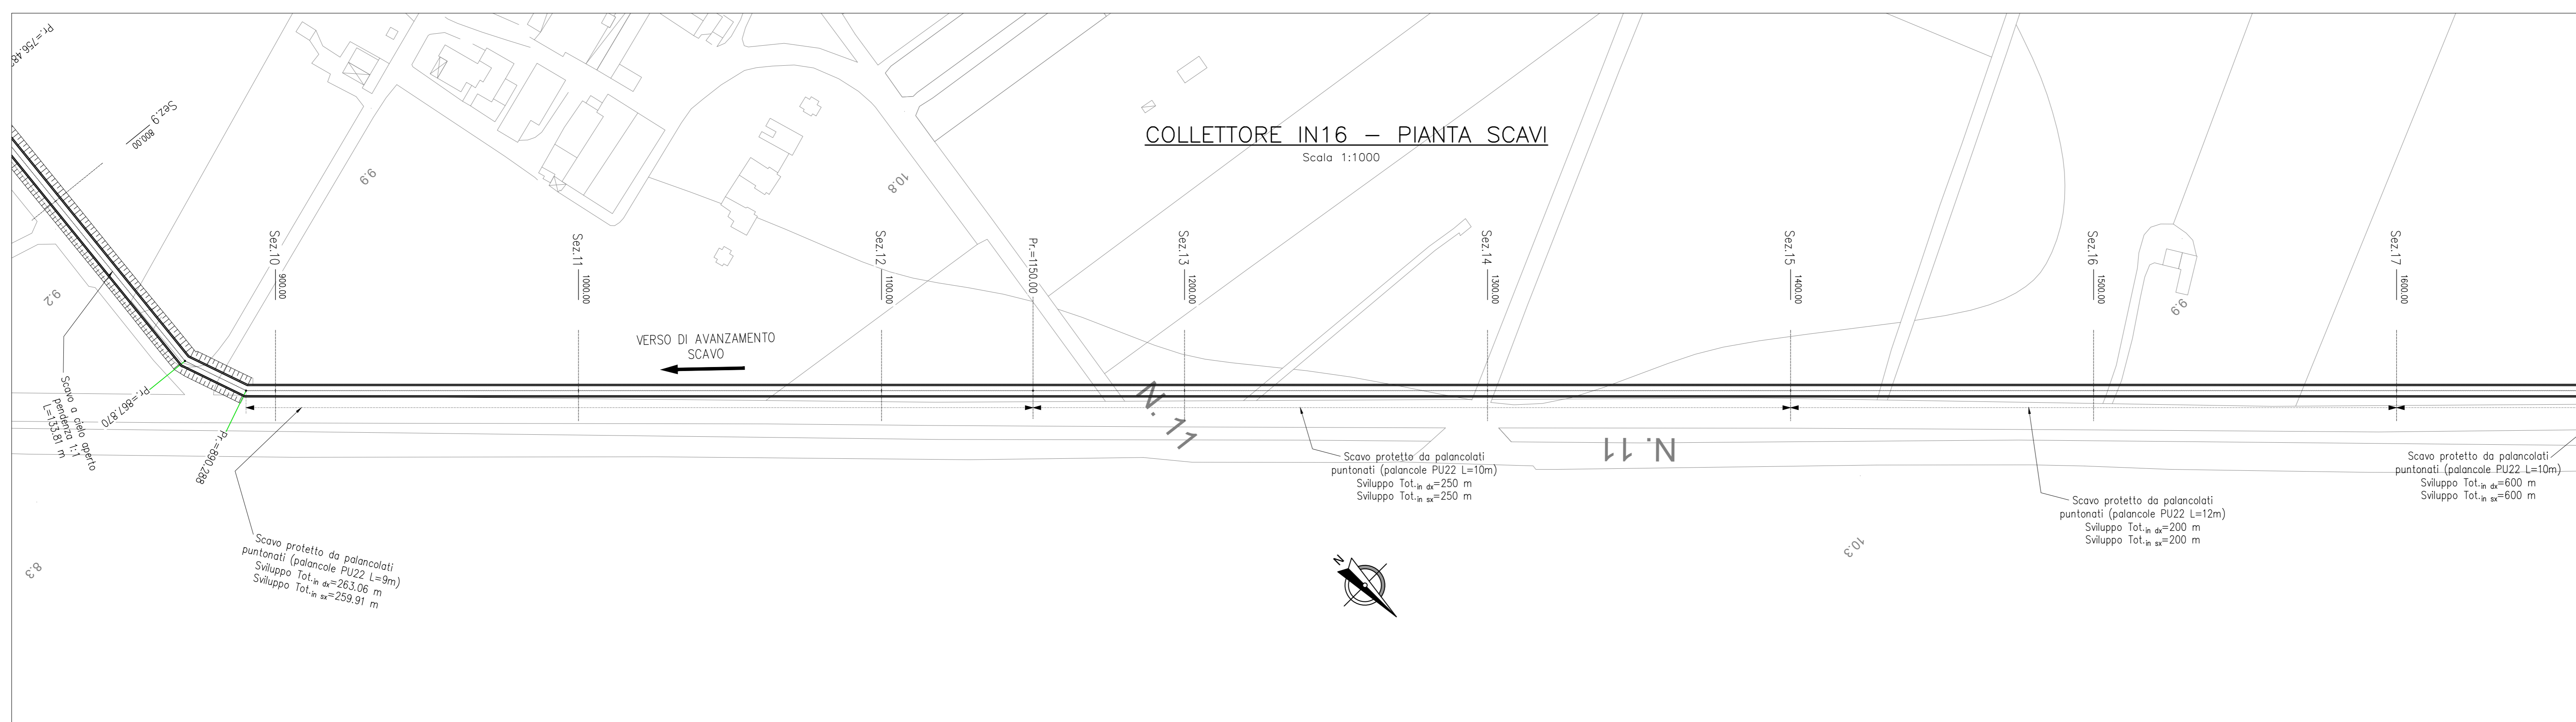 COLLETTORE IN16 – PIANTA SCAVI
Scala 1:1000
Sez.9
800.00
9.9
10.8
9.2
Sez.10
900.00
Sez.11
1000.00
Sez.12
1100.00
Pr.=1150.00
Sez.13
1200.00
Sez.14
1300.00
Sez.15
1400.00
Sez.16
1500.00
9.9
Sez.17
1600.00
VERSO DI AVANZAMENTO
SCAVO
N.11
N.11
Scavo a cielo aperto
pendenza 1:1
L=133.81 m
Pr.=867.870
Pr.=890.288
Scavo protetto da palancolati
puntonati (palancole PU22 L=9m)
Sviluppo Tot.in dx=263.06 m
Sviluppo Tot.in sx=259.91 m
Scavo protetto da palancolati
puntonati (palancole PU22 L=10m)
Sviluppo Tot.in dx=250 m
Sviluppo Tot.in sx=250 m
Scavo protetto da palancolati
puntonati (palancole PU22 L=12m)
Sviluppo Tot.in dx=200 m
Sviluppo Tot.in sx=200 m
Scavo protetto da palancolati
puntonati (palancole PU22 L=10m)
Sviluppo Tot.in dx=600 m
Sviluppo Tot.in sx=600 m
8.3
10.3
N